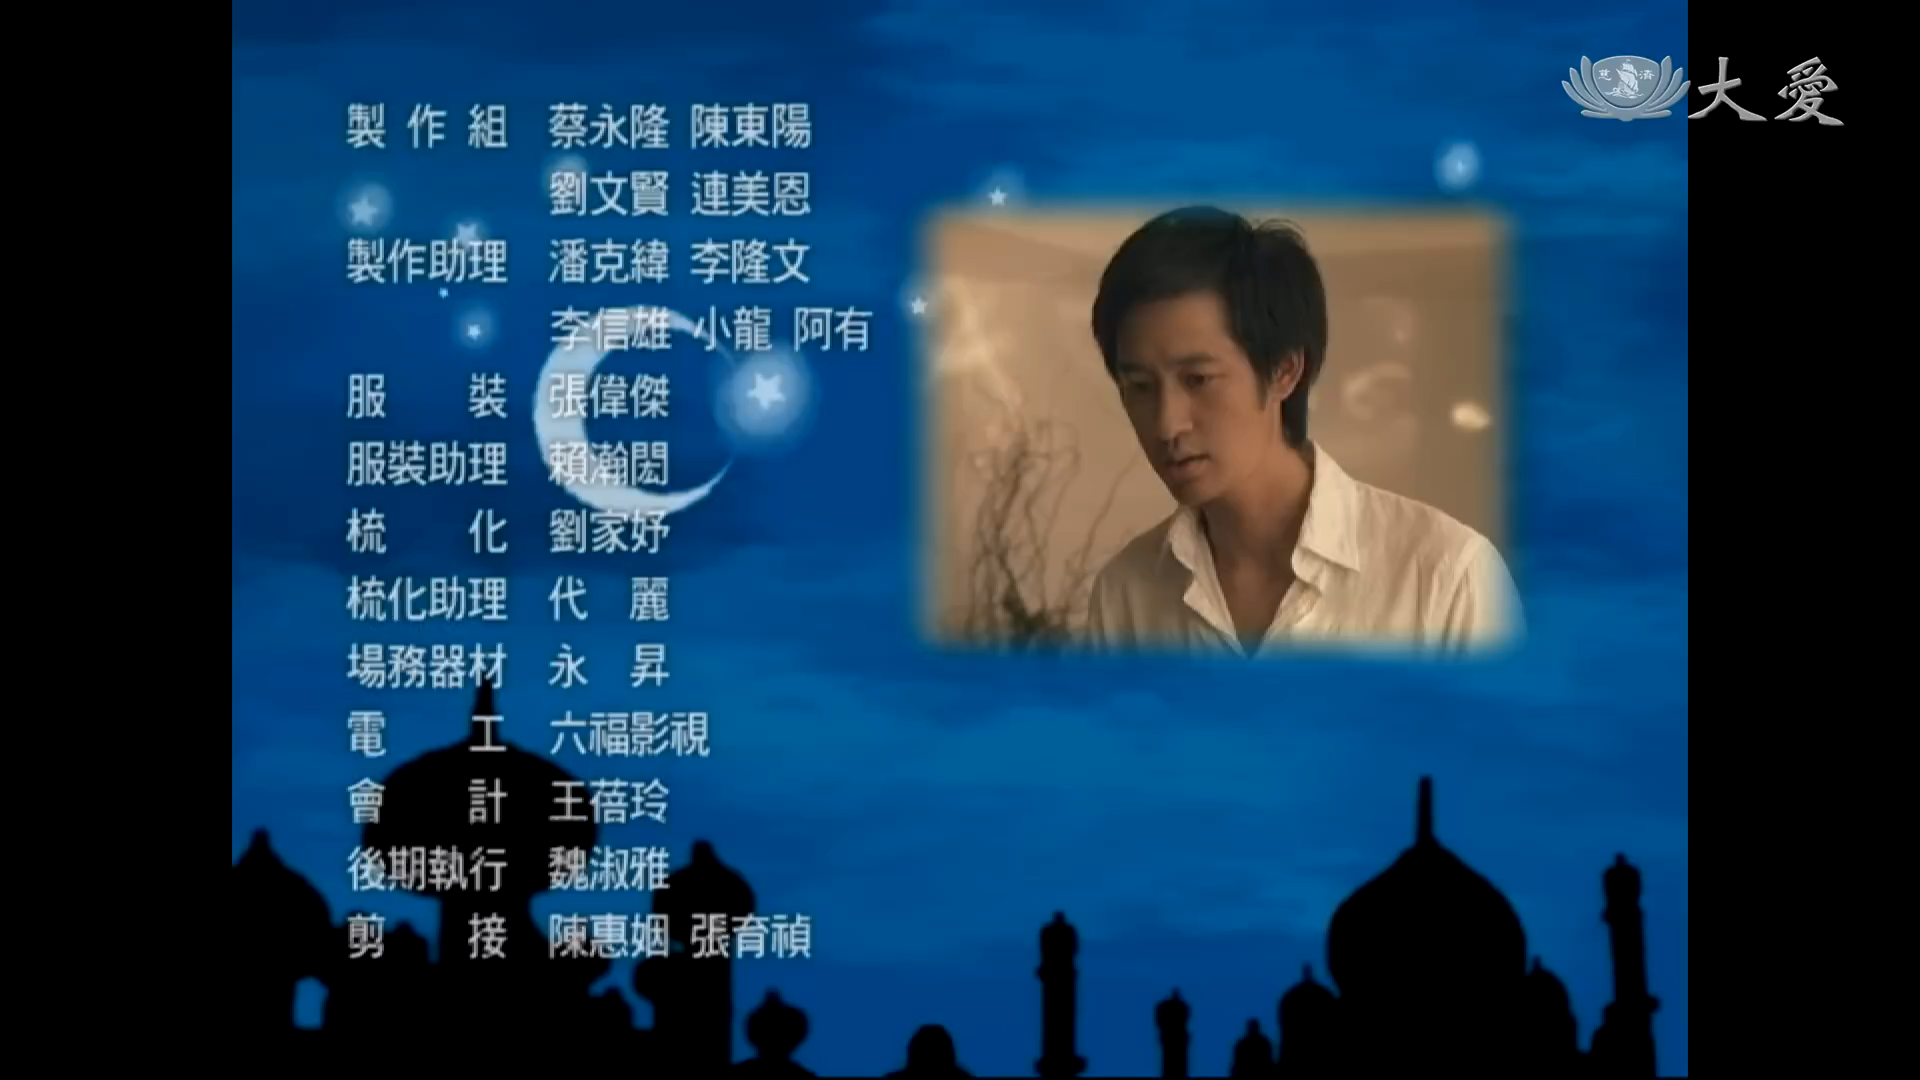 慈濟
大愛
製作組 蔡永隆 陳東陽
劉文賢 連美恩
製作助理 潘克緯 李隆文
李信雄 小龍 阿有
服裝 張偉傑
服裝助理 賴瀚閎
梳化 劉家妤
梳化助理 代麗
場務器材 永昇
電工 六福影視
會計 王蓓玲
後期執行 魏淑雅
剪接 陳惠姻 張育禎